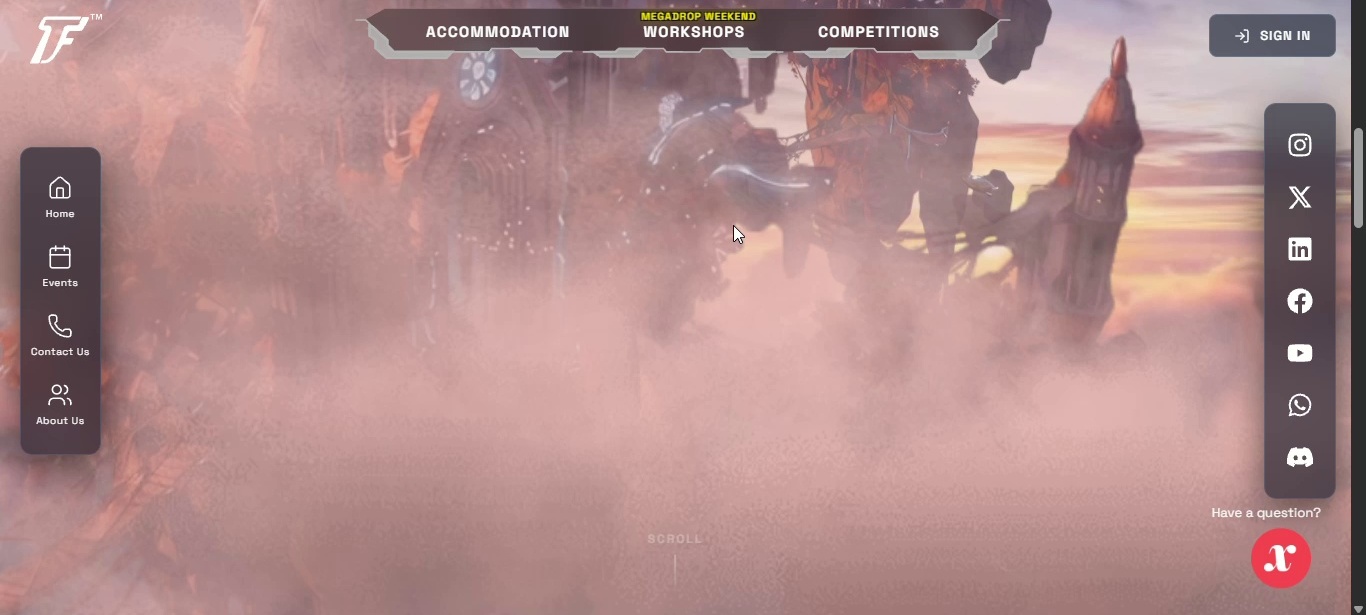 TF™
MEGADROP WEEKEND
ACCOMMODATION WORKSHOPS COMPETITIONS
SIGN IN
Home
Events
Contact Us
About Us
Have a question?
x
SCROLL